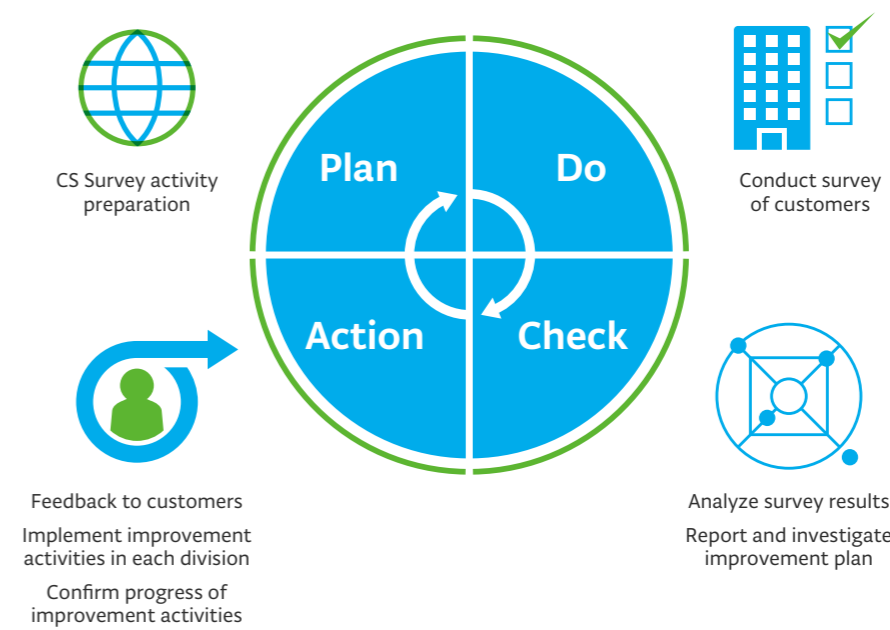 CS Survey activity
preparation
Plan
Do
Conduct survey
of customers
Action
Check
Feedback to customers
Implement improvement
activities in each division
Confirm progress of
improvement activities
Analyze survey results
Report and investigate
improvement plan